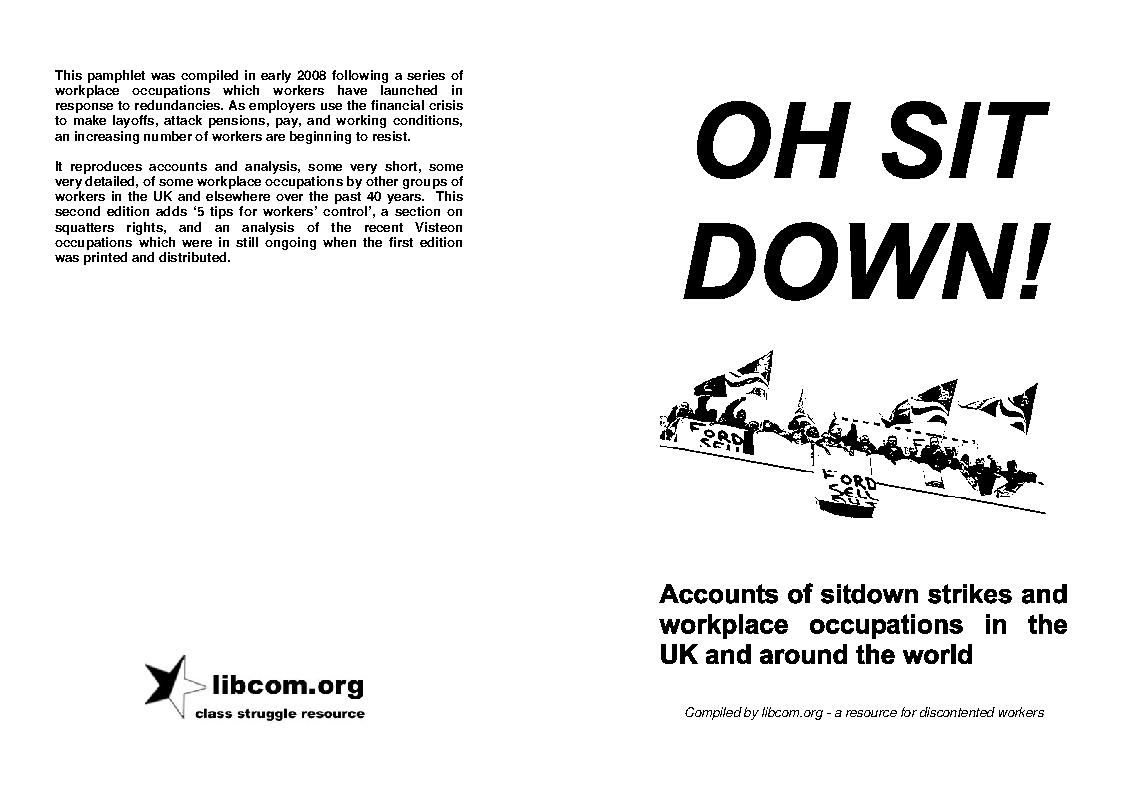 This pamphlet was compiled in early 2008 following a series of
workplace occupations which workers have launched in
response to redundancies. As employers use the financial crisis
to make layoffs, attack pensions, pay, and working conditions,
an increasing number of workers are beginning to resist.
It reproduces accounts and analysis, some very short, some
very detailed, of some workplace occupations by other groups of
workers in the UK and elsewhere over the past 40 years. This
second edition adds ‘5 tips for workers’ control’, a section on
squatters rights, and an analysis of the recent Visteon
occupations which were in still ongoing when the first edition
was printed and distributed.
libcom.org
class struggle resource
OH SIT
DOWN!
FORD
SELL
FORD
SELL
OUT
Accounts of sitdown strikes and
workplace occupations in the
UK and around the world
Compiled by libcom.org - a resource for discontented workers